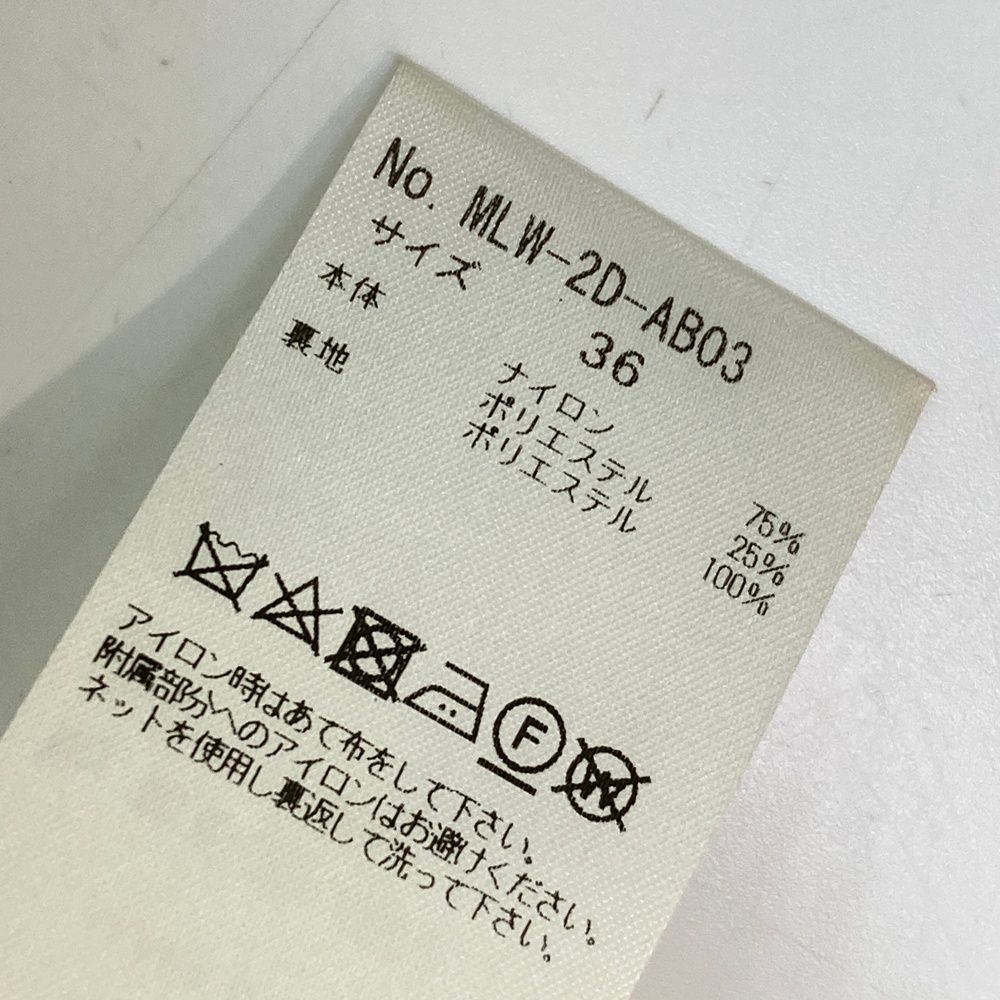 No. MLW-2D-AB03
サイズ 36
本体 ナイロン 75%
ポリエステル 25%
裏地 ポリエステル 100%
F
W
アイロン時はあて布をして下さい。
附属部分へのアイロンはお避けください。
ネットを使用し裏返して洗って下さい。